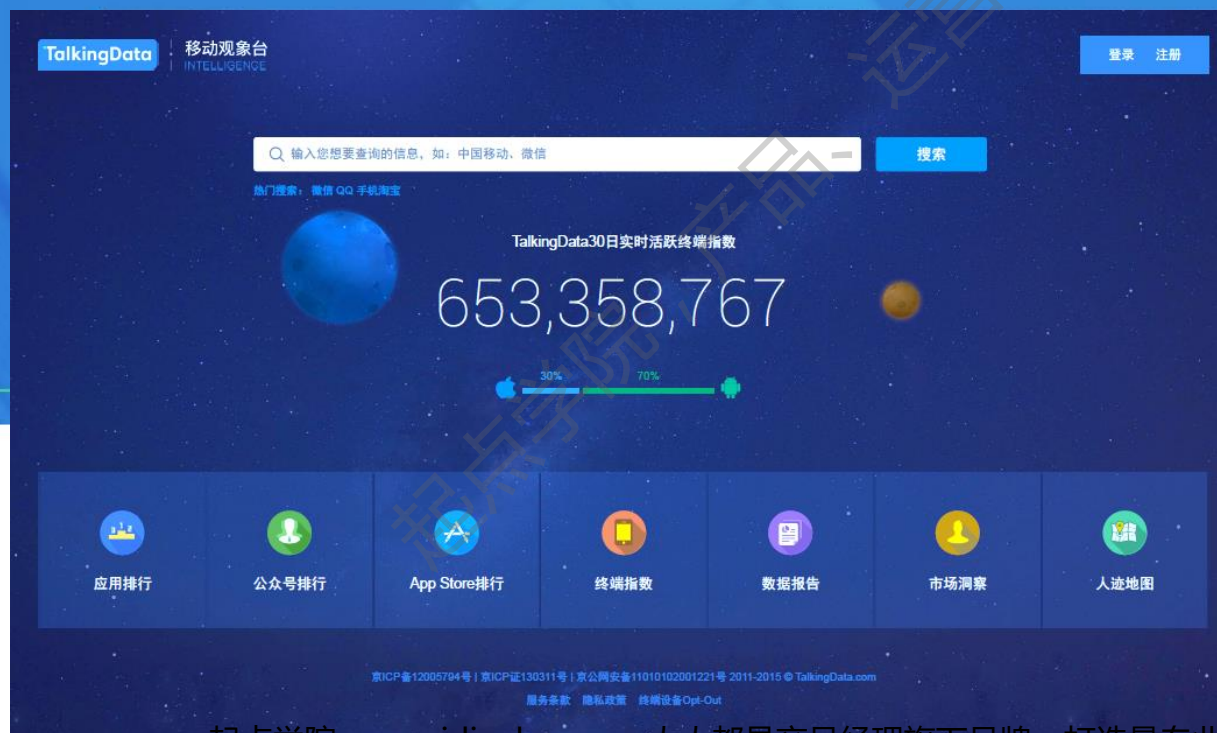 TalkingData
移动观象台
INTELLIGENCE
登录 注册
输入您想要查询的信息，如：中国移动、微信
搜索
热门搜索： 微信 QQ 手机淘宝
TalkingData30日实时活跃终端指数
653,358,767
30% 70%
应用排行
公众号排行
App Store排行
终端指数
数据报告
市场洞察
人迹地图
京ICP备12005794号 | 京ICP证130311号 | 京公网安备11010102001221号 2011-2015 © TalkingData.com
服务条款 隐私政策 终端设备Opt-Out
起点学院、产品、运营